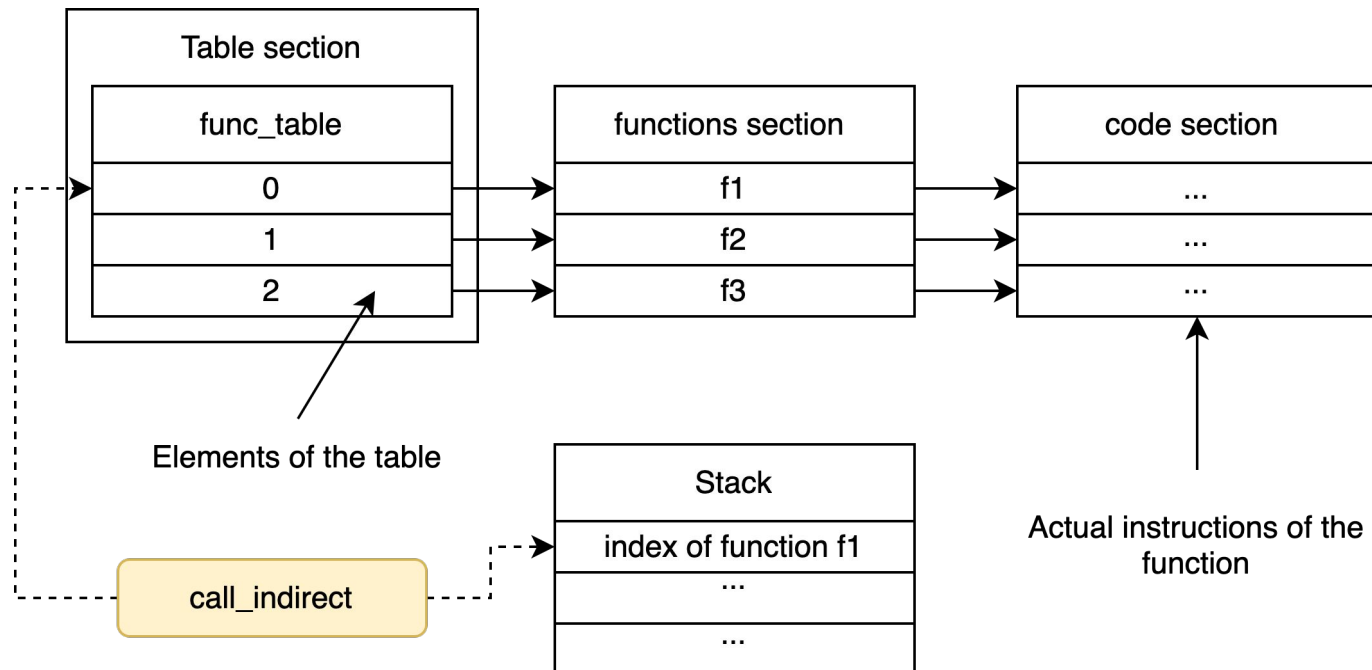 Table section
func_table
0
1
2
functions section
f1
f2
f3
code section
...
...
...
Elements of the table
Stack
index of function f1
...
...
Actual instructions of the
function
call_indirect